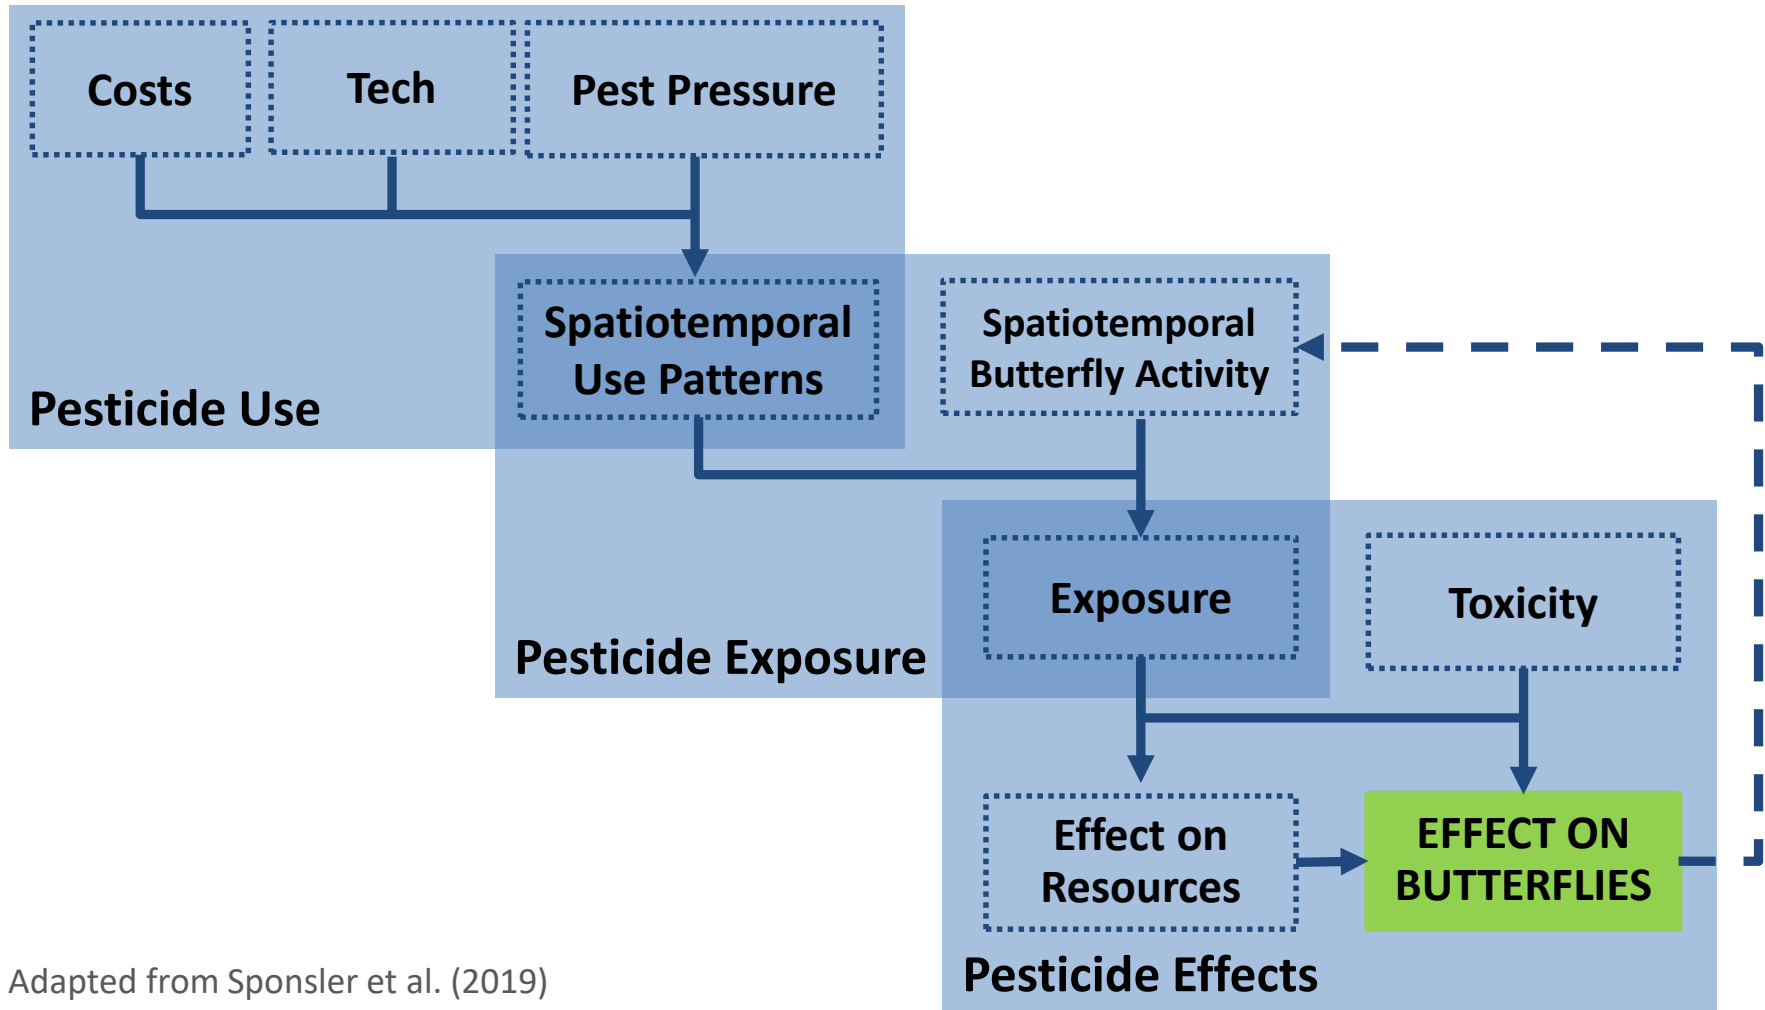 Costs
Tech
Pest Pressure
Spatiotemporal
Use Patterns
Spatiotemporal
Butterfly Activity
Pesticide Use
Exposure
Toxicity
Pesticide Exposure
Effect on
Resources
EFFECT ON
BUTTERFLIES
Pesticide Effects
Adapted from Sponsler et al. (2019)